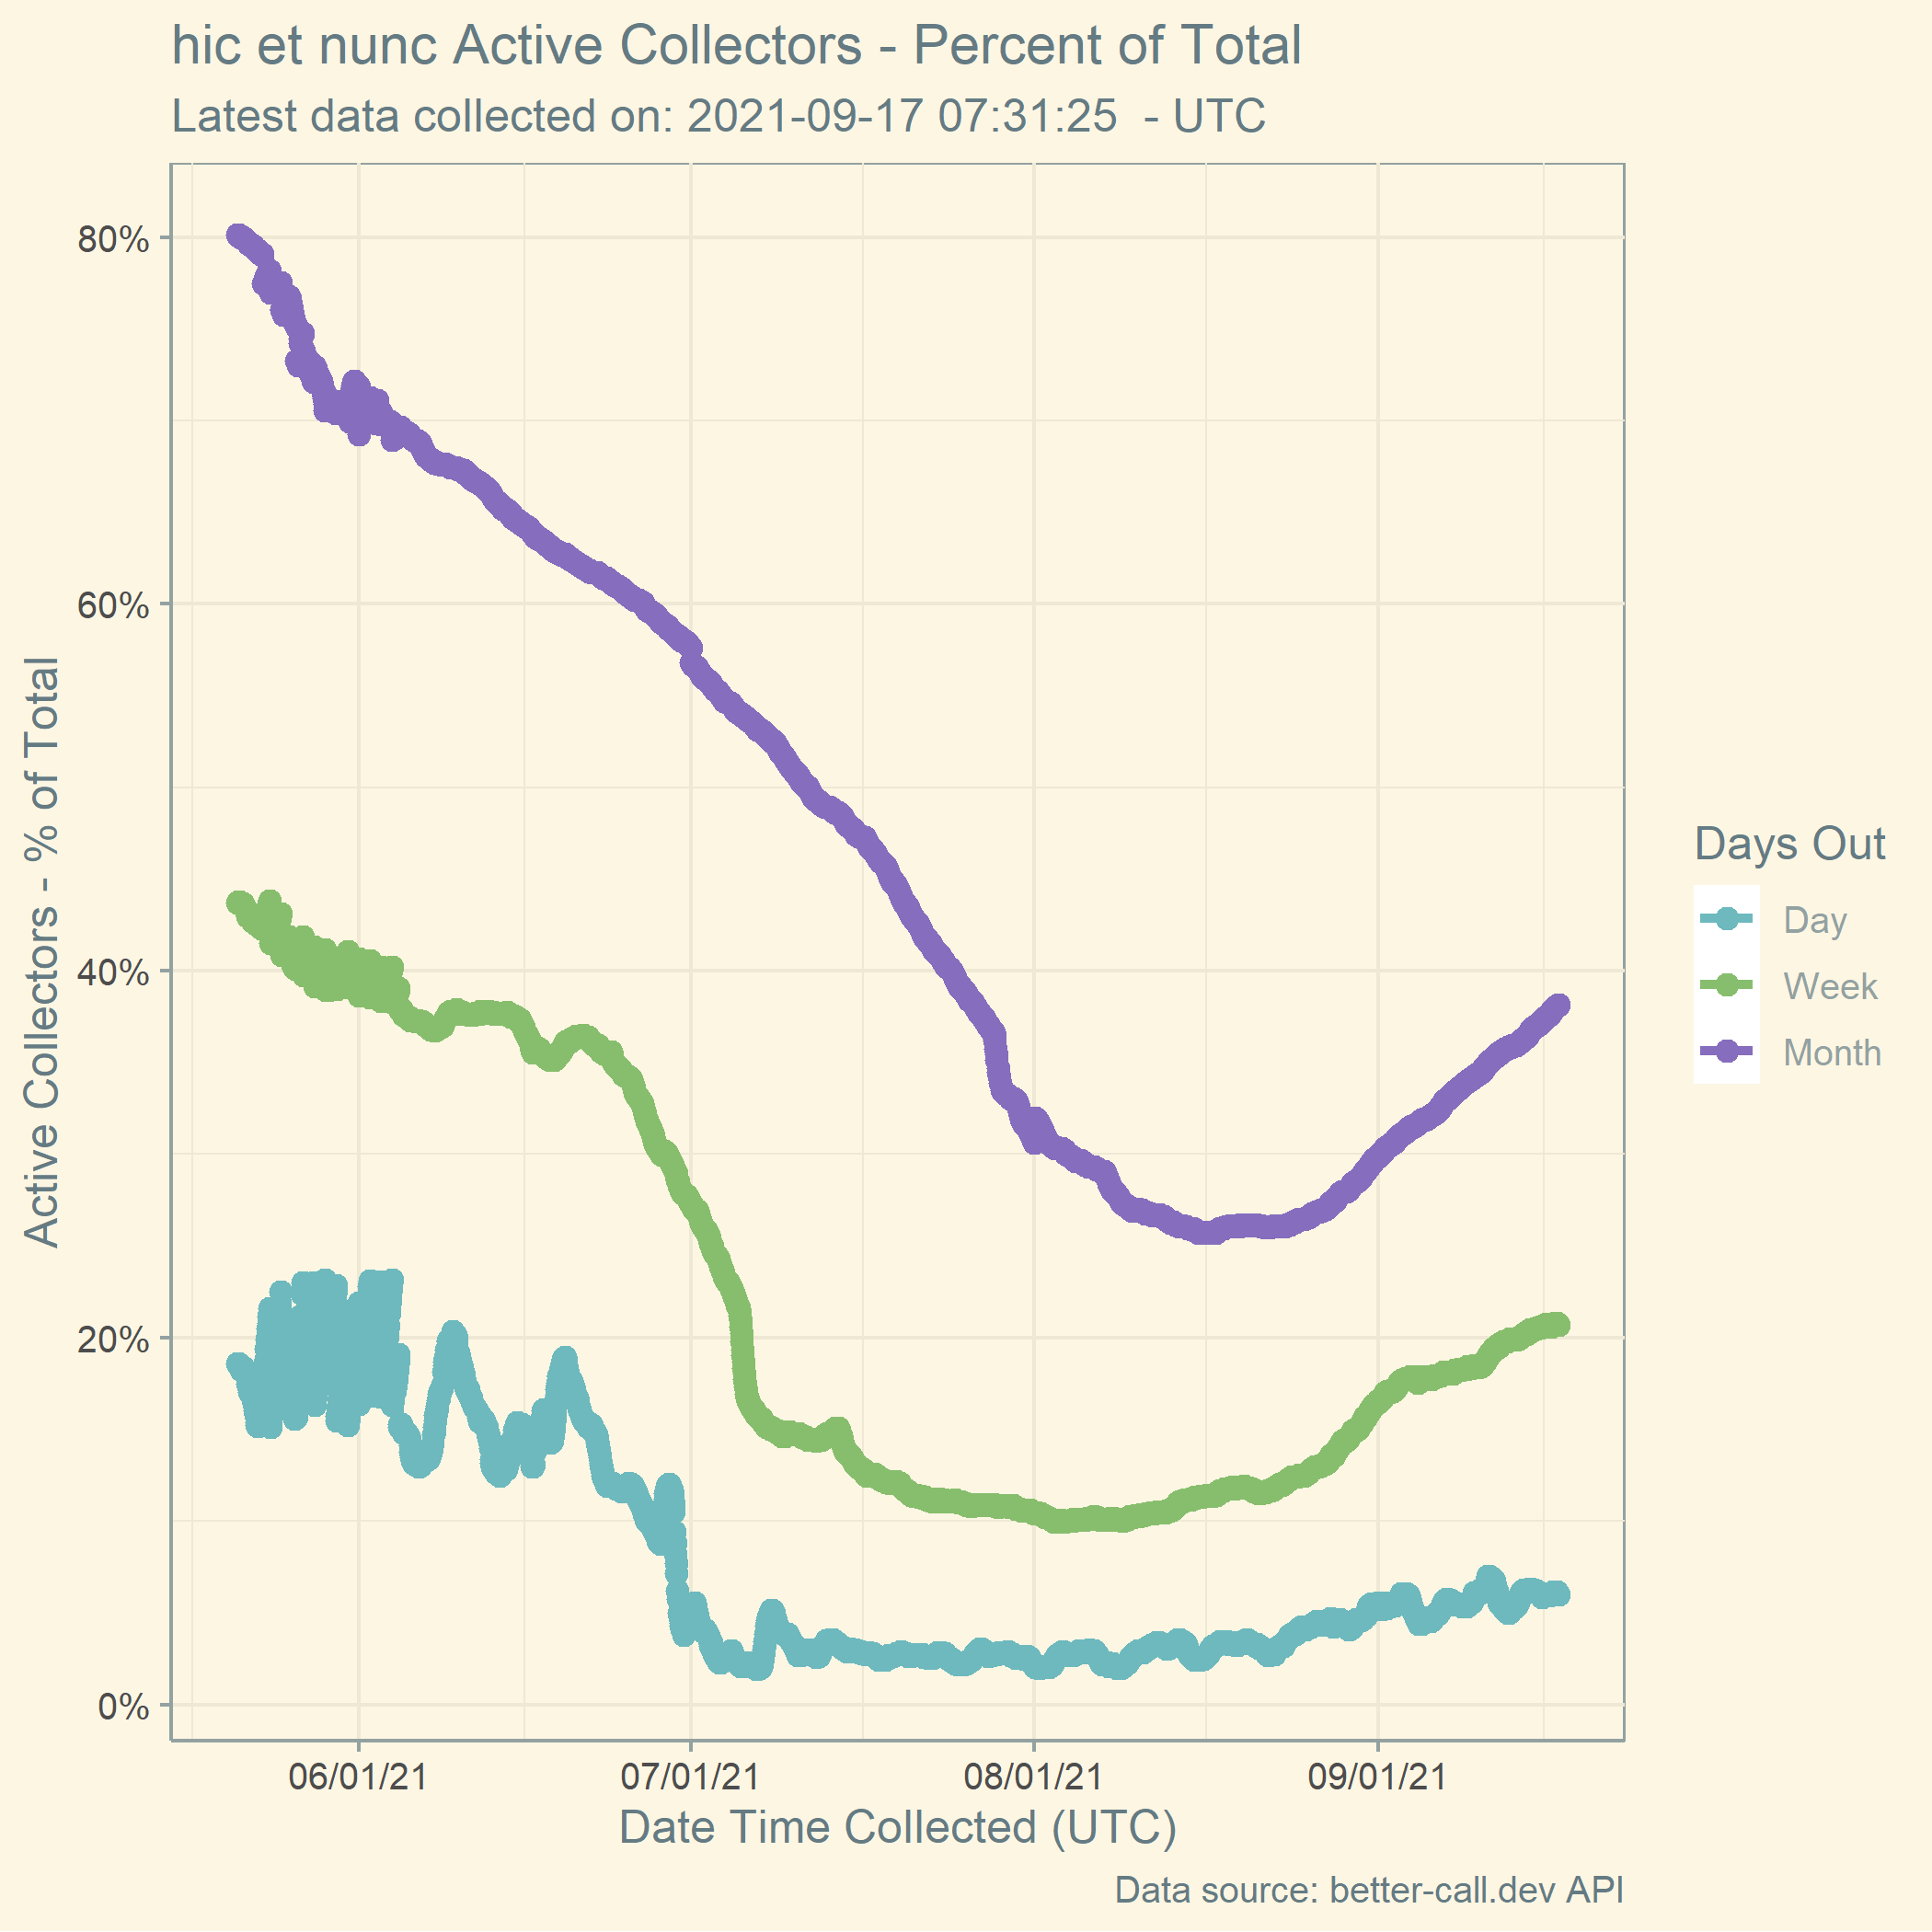 hic et nunc Active Collectors - Percent of Total
Latest data collected on: 2021-09-17 07:31:25  - UTC
Active Collectors - % of Total
80%
60%
40%
20%
0%
06/01/21
07/01/21
08/01/21
09/01/21
Date Time Collected (UTC)
Days Out
Day
Week
Month
Data source: better-call.dev API